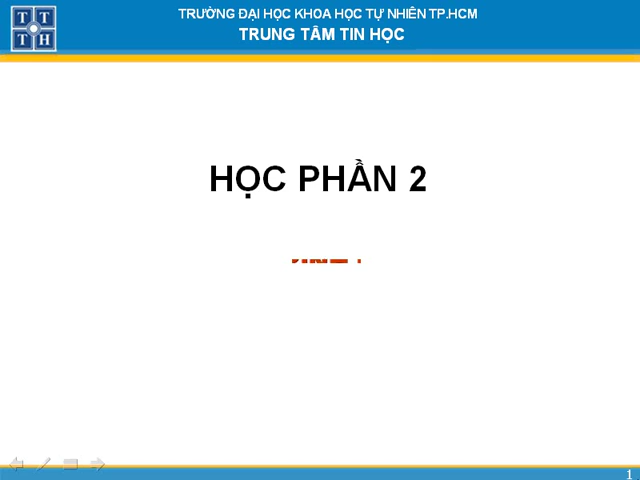 TRƯỜNG ĐẠI HỌC KHOA HỌC TỰ NHIÊN TP.HCM
TRUNG TÂM TIN HỌC
T T
T H
HỌC PHẦN 2
1